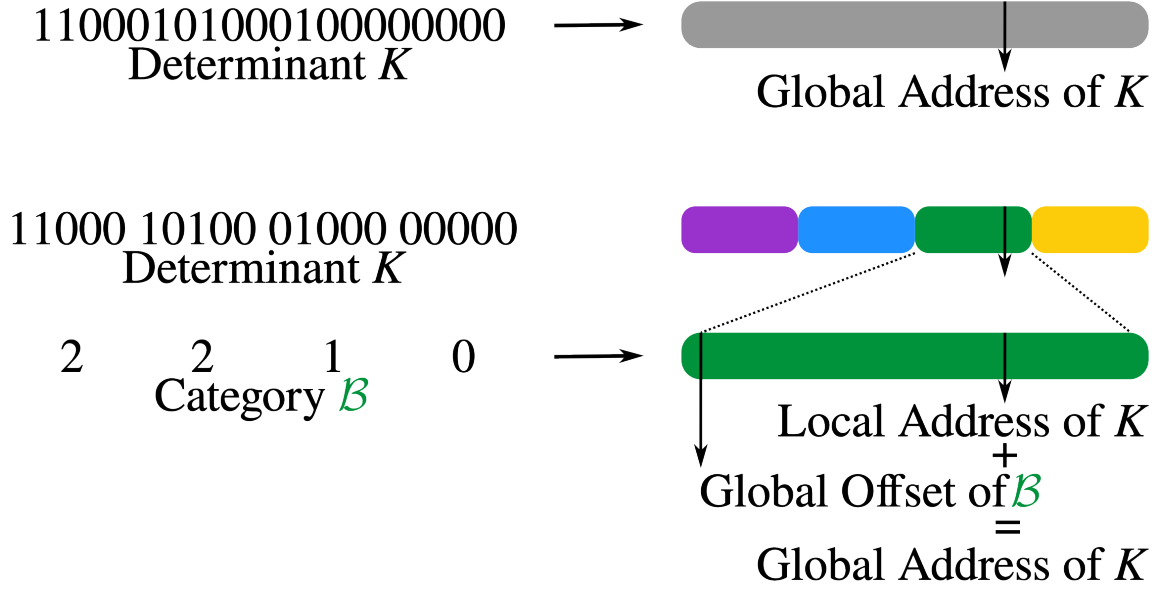 11000101000100000000
Determinant K
Global Address of K
11000 10100 01000 00000
Determinant K
2 2 1 0
Category ℬ
Local Address of K
+
Global Offset of ℬ
=
Global Address of K